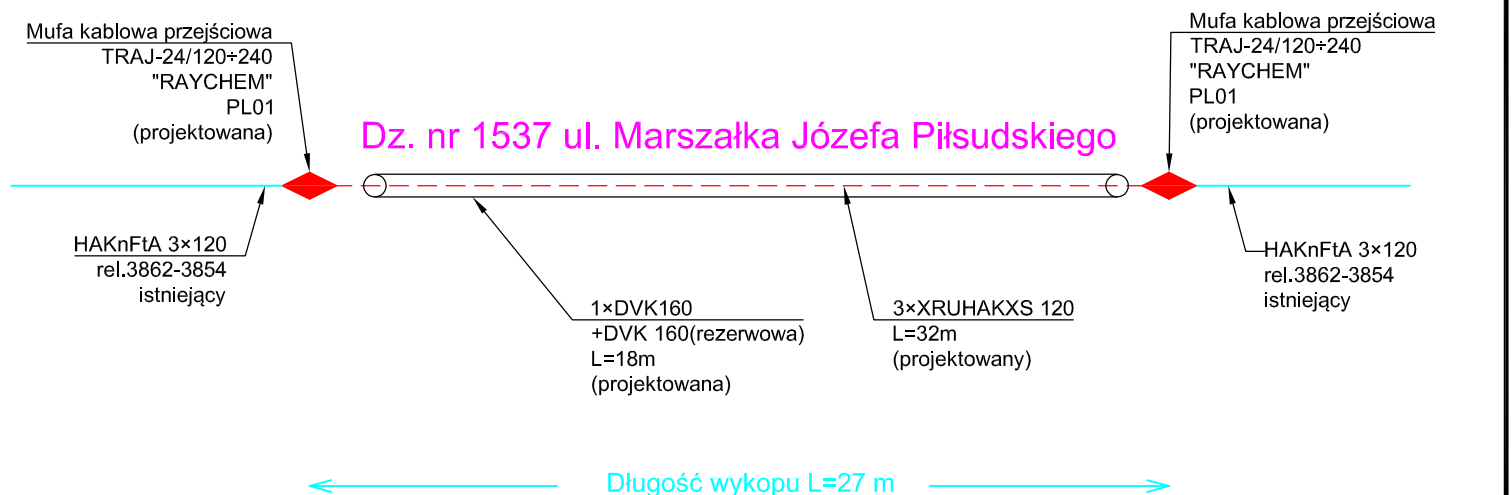 Mufa kablowa przejściowa
TRAJ-24/120÷240
"RAYCHEM"
PL01
(projektowana)
Mufa kablowa przejściowa
TRAJ-24/120÷240
"RAYCHEM"
PL01
(projektowana)
Dz. nr 1537 ul. Marszałka Józefa Piłsudskiego
HAKnFtA 3×120
rel.3862-3854
istniejący
1×DVK160
+DVK 160(rezerwowa)
L=18m
(projektowana)
3×XRUHAKXS 120
L=32m
(projektowany)
HAKnFtA 3×120
rel.3862-3854
istniejący
Długość wykopu L=27 m